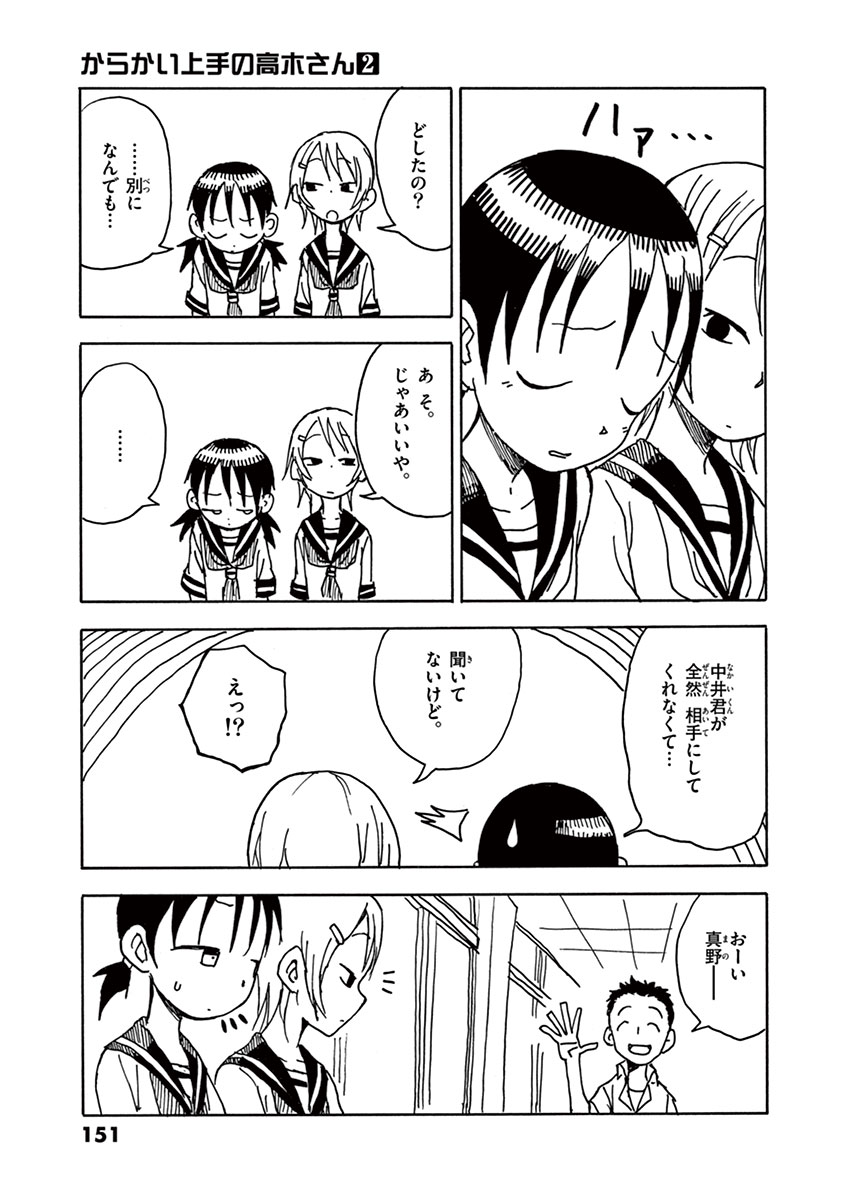 からかい上手の高木さん2
ハァ…
どしたの?
……別に
なんでも…
あ そ。
じゃあいいや。
……
中井君が
全然 相手にして
くれなくて…
聞いて
ないけど。
えっ!?
おーい
真野──
151